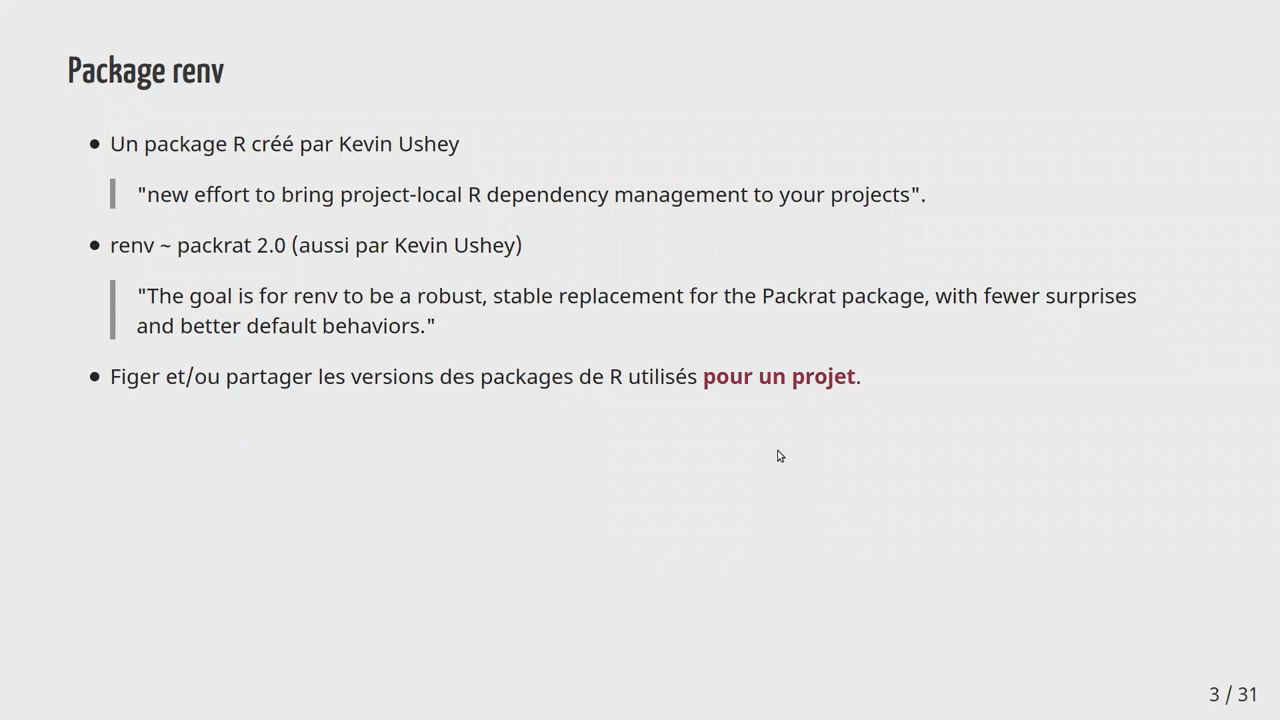 Package renv
● Un package R créé par Kevin Ushey
"new effort to bring project-local R dependency management to your projects".
● renv ~ packrat 2.0 (aussi par Kevin Ushey)
"The goal is for renv to be a robust, stable replacement for the Packrat package, with fewer surprises
and better default behaviors."
● Figer et/ou partager les versions des packages de R utilisés pour un projet.
3 / 31